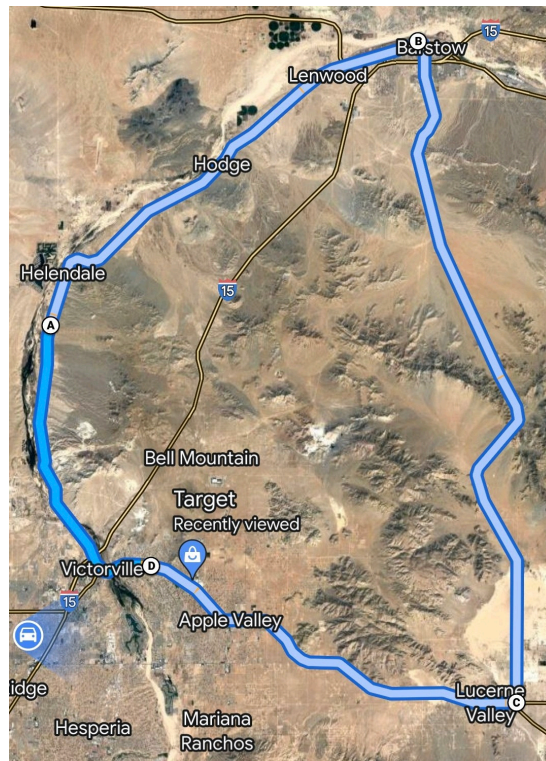 15
B
Barstow
Lenwood
Hodge
Helendale
15
A
Bell Mountain
Target
Recently viewed
Victorville
D
15
Apple Valley
idge
Lucerne
Valley
C
Hesperia
Mariana
Ranchos